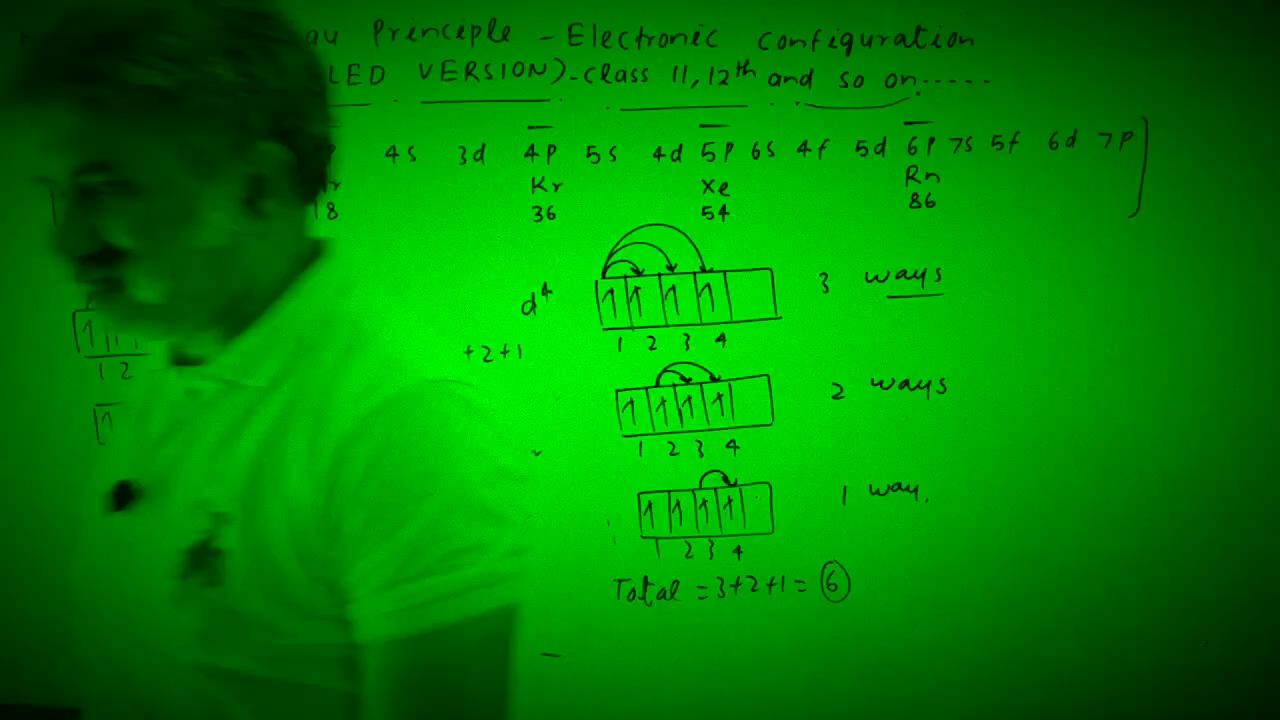 au Principle - Electronic configuration
LED VERSION)-class 11,12th and so on.....
4s 3d 4p 5s 4d 5p 6s 4f 5d 6p 7s 5f 6d 7p
Kr Xe Rn
18 36 54 86
d4 3 ways
1 2 3 4
+2+1
1 2
2 ways
1 2 3 4
1 way.
1 2 3 4
Total = 3+2+1 = 6